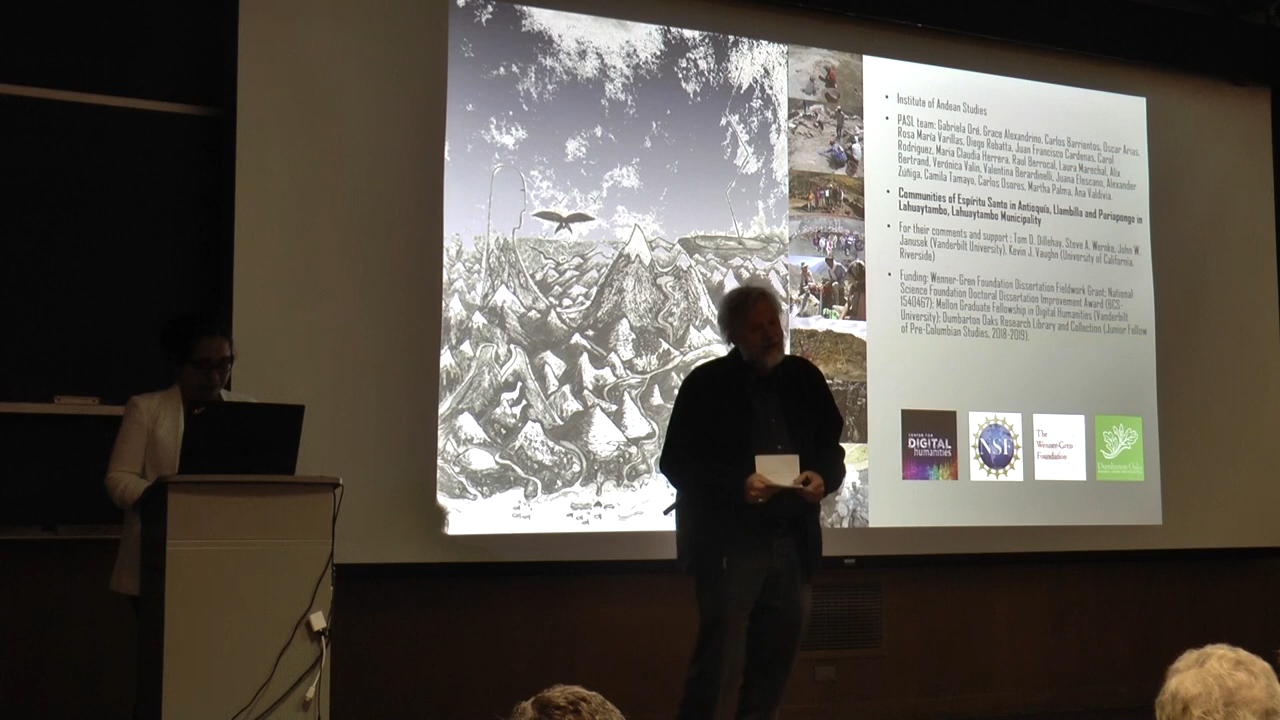 • Institute of Andean Studies
• PASL team: Gabriela Oré, Grace Alexandrino, Carlos Barrientos, Oscar Arias,
Rosa María Varillas, Diego Rebatta, Juan Francisco Cardenas, Carol
Rodriguez, Maria Claudia Herrera, Raul Berrocal, Laura Marechal, Alix
Bertrand, Verónica Valin, Valentina Berardinelli, Juana Elescano, Alexander
Zúñiga, Camila Tamayo, Carlos Osores, Martha Palma, Ana Valdivia.
• Communities of Espíritu Santo in Antioquía, Llambilla and Pariapongo in
Lahuaytambo, Lahuaytambo Municipality
• For their comments and support : Tom D. Dillehay, Steve A. Wernke, John W.
Janusek (Vanderbilt University), Kevin J. Vaughn (University of California,
Riverside)
• Funding: Wenner-Gren Foundation Dissertation Fieldwork Grant; National
Science Foundation Doctoral Dissertation Improvement Award (BCS-
1540467); Mellon Graduate Fellowship in Digital Humanities (Vanderbilt
University); Dumbarton Oaks Research Library and Collection (Junior Fellow
of Pre-Columbian Studies, 2018-2019).
CENTER FOR
DIGITAL
humanities
NSF
The
Wenner-Gren
Foundation
Dumbarton Oaks